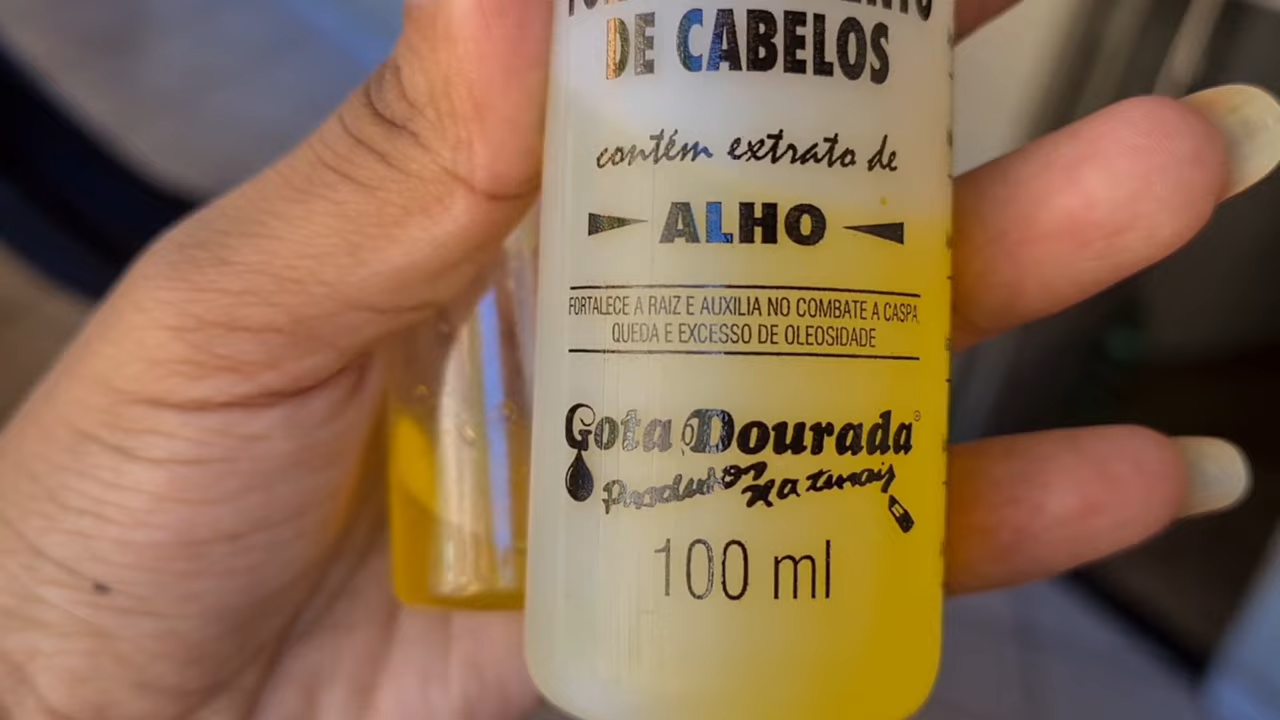 DE CABELOS
contém extrato de
ALHO
FORTALECE A RAIZ E AUXILIA NO COMBATE A CASPA,
QUEDA E EXCESSO DE OLEOSIDADE
Gota Dourada
Produtos Naturais
100 ml